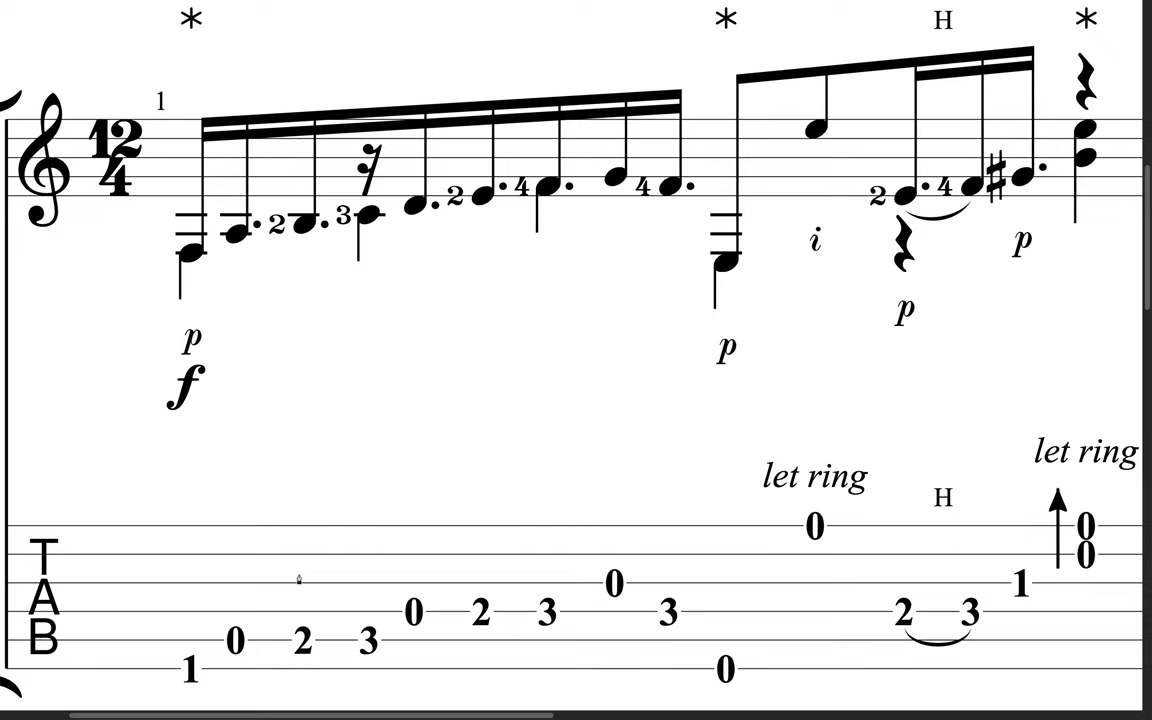 * * H *
1
12
4
2 3 2 4 4 2 4
i p
p
p p
f
let ring
let ring
H
T
A
B
0 0
0
0 1
0 2 3 3 2 3
0 2 3
1 0